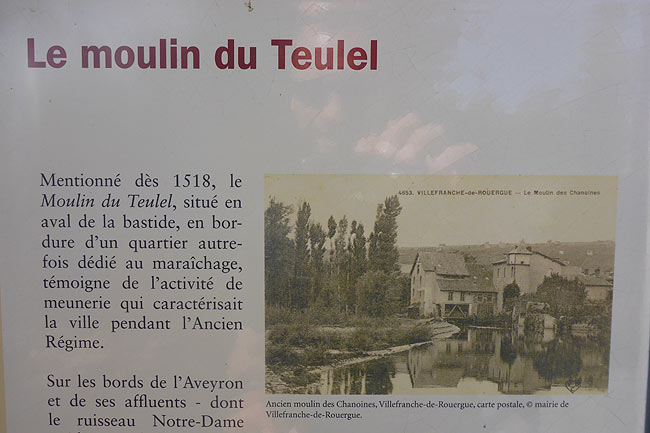 Le moulin du Teulel
Mentionné dès 1518, le
Moulin du Teulel, situé en
aval de la bastide, en bor-
dure d'un quartier autre-
fois dédié au maraîchage,
témoigne de l'activité de
meunerie qui caractérisait
la ville pendant l'Ancien
Régime.
Sur les bords de l'Aveyron
et de ses affluents - dont
le ruisseau Notre-Dame
4853. VILLEFRANCHE-de-ROUERGUE — Le Moulin des Chanoines
Ancien moulin des Chanoines, Villefranche-de-Rouergue, carte postale, © mairie de
Villefranche-de-Rouergue.